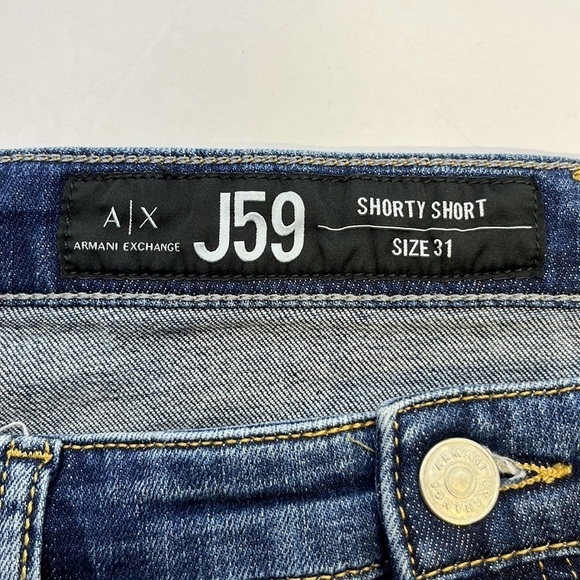 A|X
ARMANI EXCHANGE
J59
SHORTY SHORT
SIZE 31